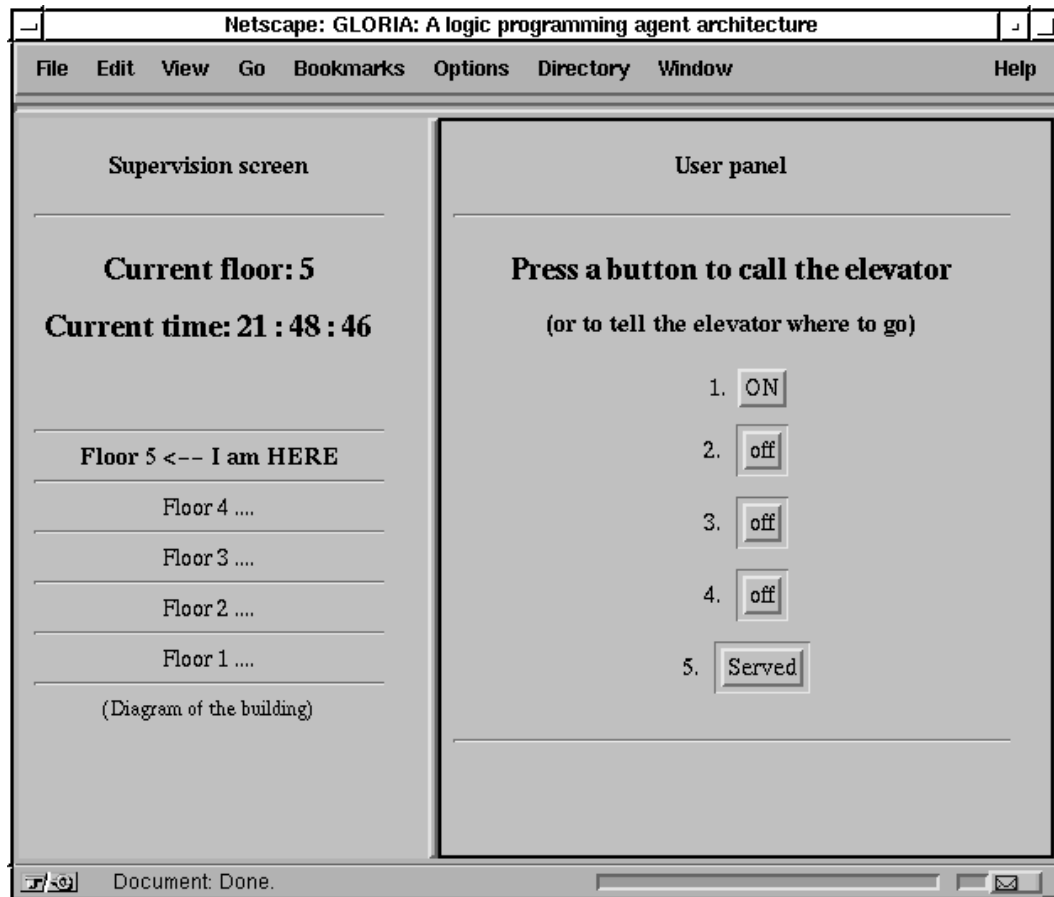 Netscape: GLORIA: A logic programming agent architecture
File Edit View Go Bookmarks Options Directory Window Help
Supervision screen
Current floor: 5
Current time: 21 : 48 : 46
Floor 5 <-- I am HERE
Floor 4 ....
Floor 3 ....
Floor 2 ....
Floor 1 ....
(Diagram of the building)
User panel
Press a button to call the elevator
(or to tell the elevator where to go)
1. ON
2. off
3. off
4. off
5. Served
Document: Done.